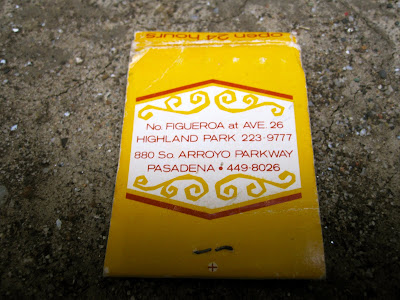 open 24 hours
No. FIGUEROA at AVE. 26
HIGHLAND PARK 223-9777
880 So. ARROYO PARKWAY
PASADENA • 449-8026